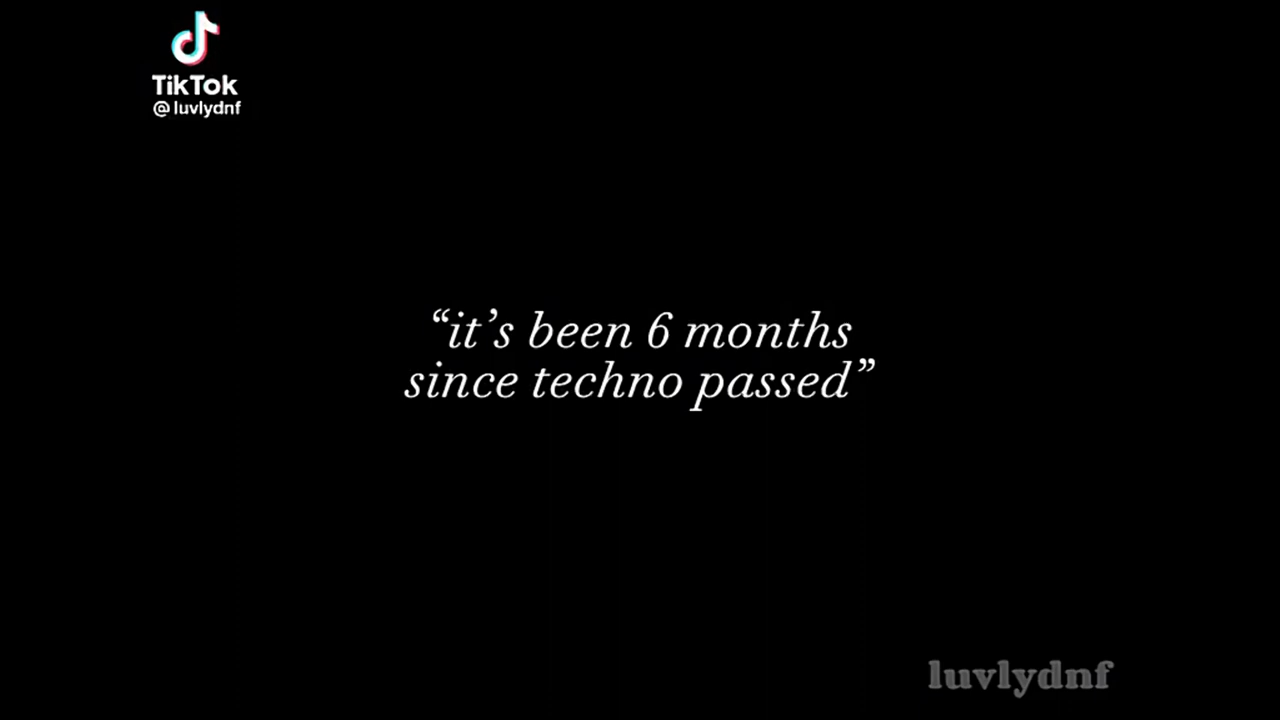 TikTok
@luvlydnf
“it’s been 6 months
since techno passed”
luvlydnf